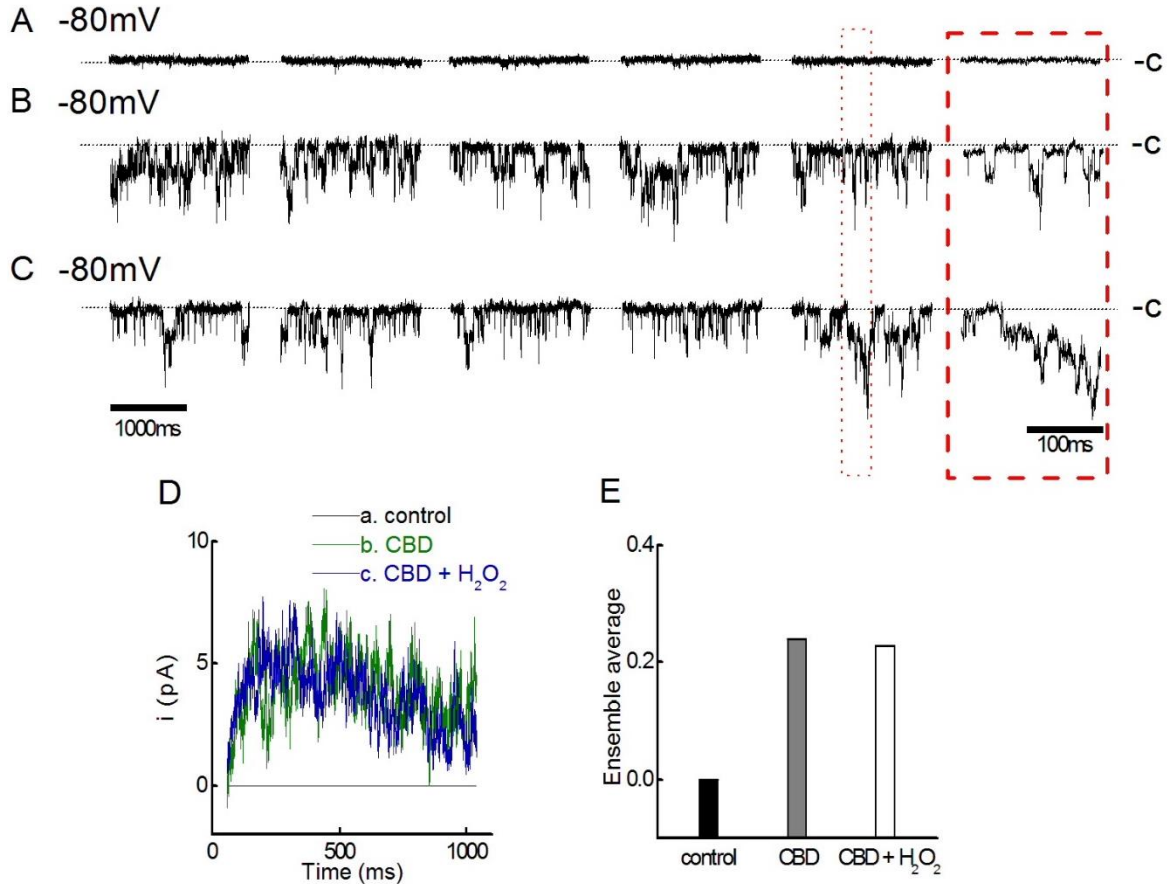 A -80mV
-C
B -80mV
-C
C -80mV
-C
1000ms
100ms
D
a. control
b. CBD
c. CBD + H₂O₂
10
5
0
i (pA)
0 500 1000
Time (ms)
E
0.4
0.2
0.0
Ensemble average
control CBD CBD + H₂O₂